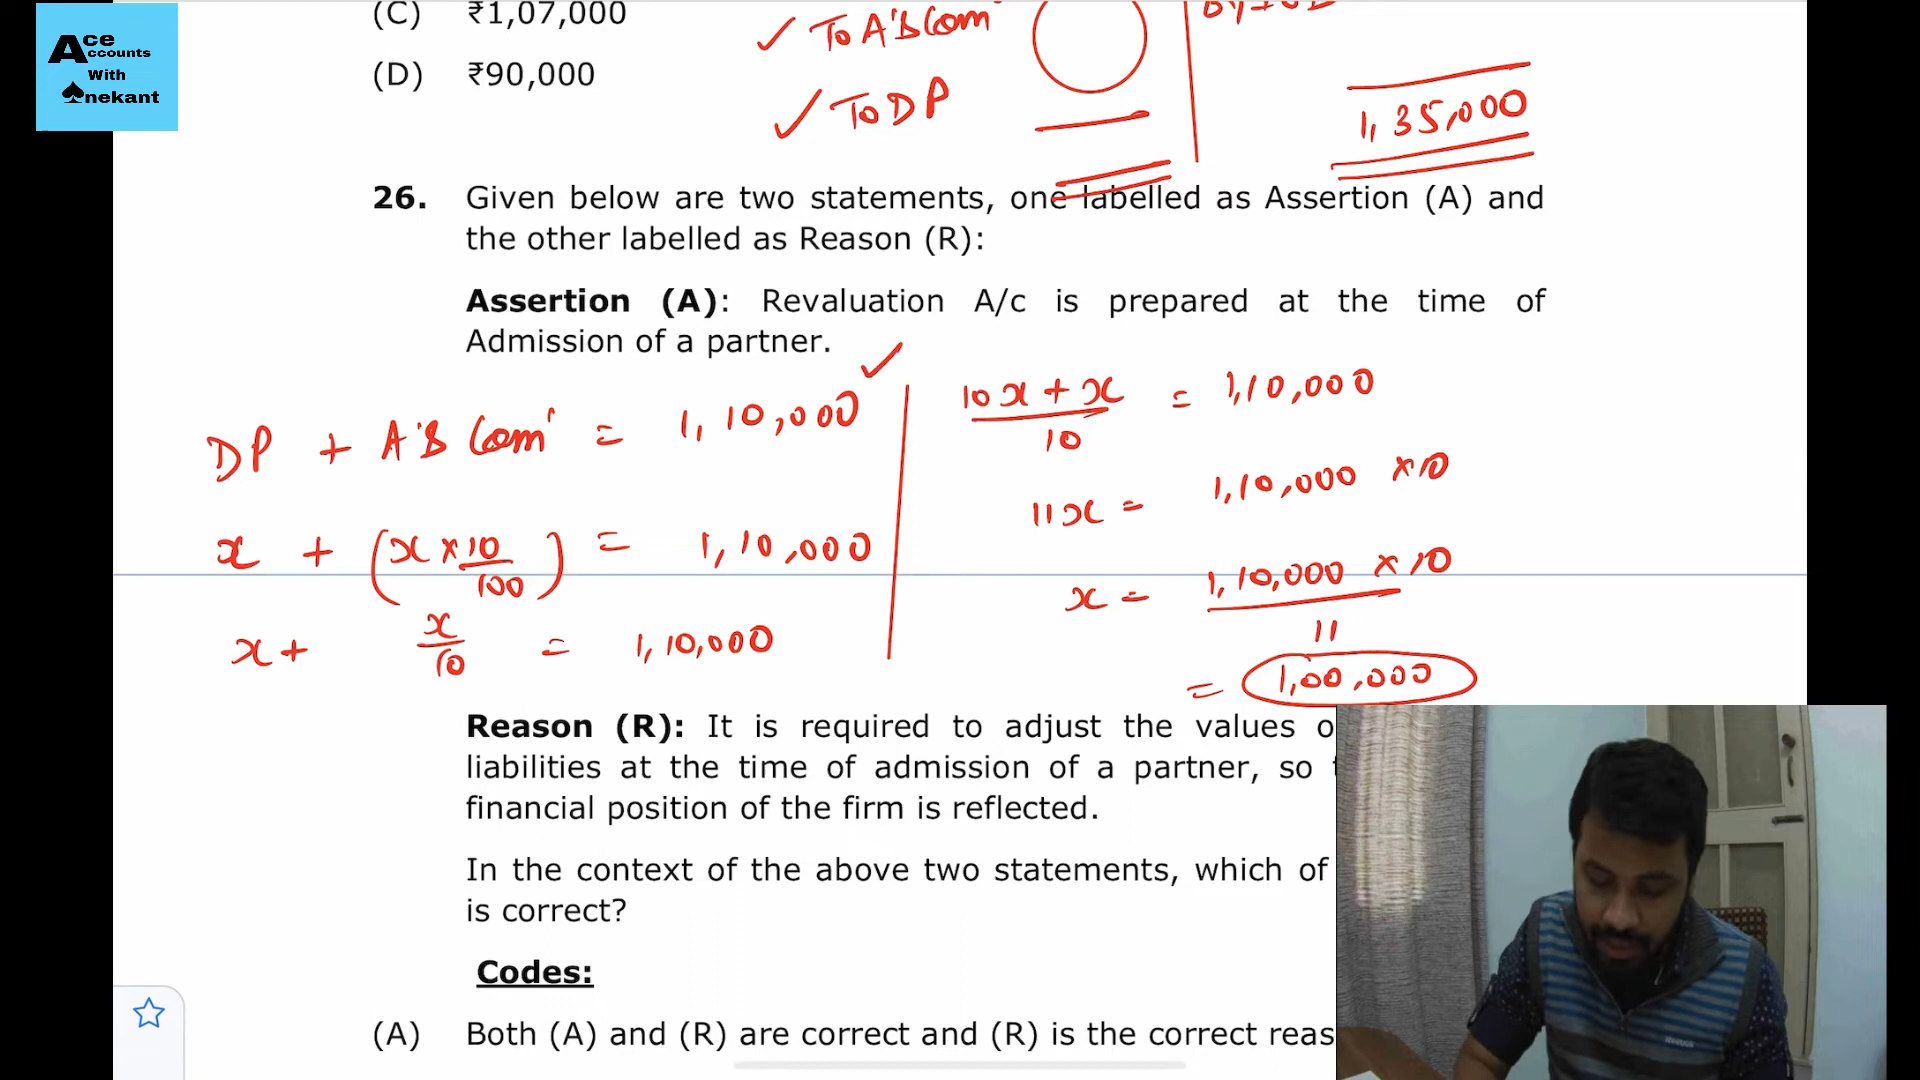 Ace
Accounts
With
Anekant
(C) ₹1,07,000
(D) ₹90,000
✓ To A'B Com'
✓ To DP
1,35,000
26. Given below are two statements, one labelled as Assertion (A) and
the other labelled as Reason (R):
Assertion (A): Revaluation A/c is prepared at the time of
Admission of a partner.
DP + A'B Com' = 1,10,000 ✓
x + (x × 10/100) = 1,10,000
x + x/10 = 1,10,000
10x + x/10 = 1,10,000
11x = 1,10,000 × 10
x = 1,10,000 × 10/11
= 1,00,000
Reason (R): It is required to adjust the values
liabilities at the time of admission of a partner, so
financial position of the firm is reflected.
In the context of the above two statements, which of
is correct?
Codes:
(A) Both (A) and (R) are correct and (R) is the correct reas